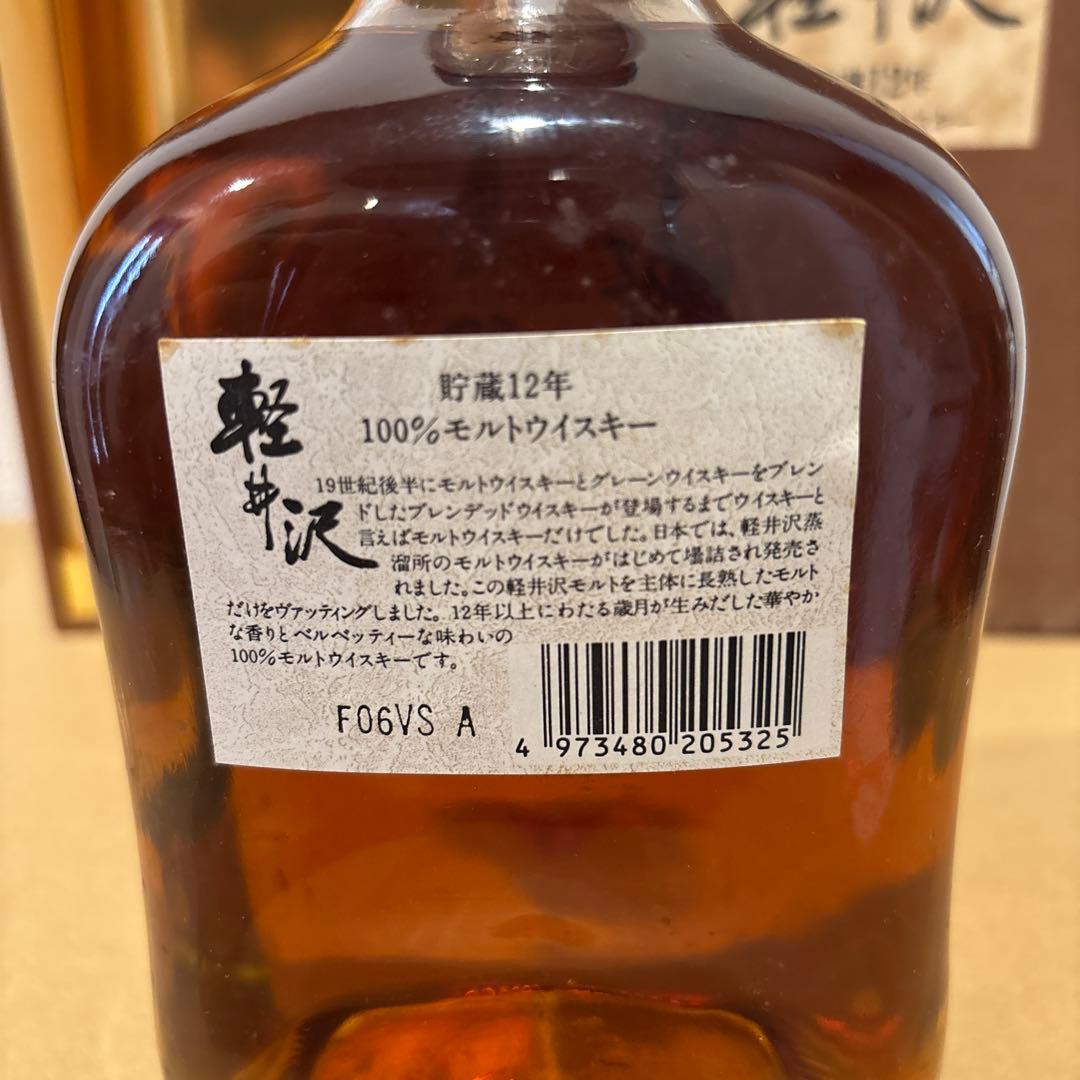 軽井沢
貯蔵12年
100%モルトウイスキー
19世紀後半にモルトウイスキーとグレーンウイスキーをブレン
ドしたブレンデッドウイスキーが登場するまでウイスキーと
言えばモルトウイスキーだけでした。日本では、軽井沢蒸
溜所のモルトウイスキーがはじめて壜詰され発売さ
れました。この軽井沢モルトを主体に長熟したモルト
だけをヴァッティングしました。12年以上にわたる歳月が生みだした華やか
な香りとベルベッティーな味わいの
100%モルトウイスキーです。
F06VS A
4 973480 205325
軽井沢
12年